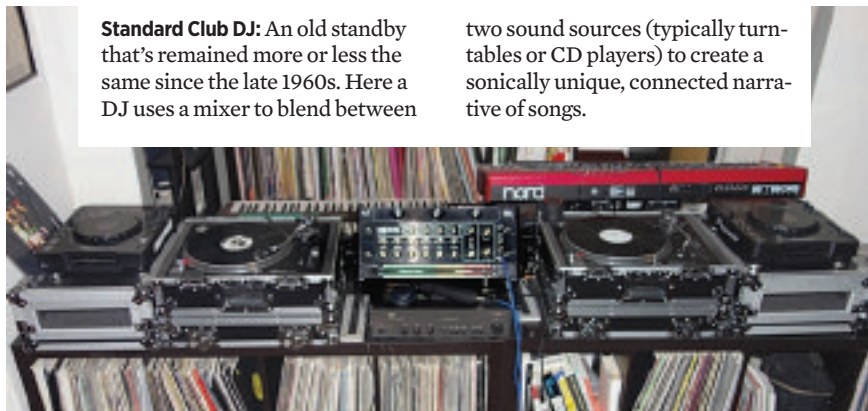 Standard Club DJ: An old standby
that’s remained more or less the
same since the late 1960s. Here a
DJ uses a mixer to blend between
two sound sources (typically turn-
tables or CD players) to create a
sonically unique, connected narra-
tive of songs.
nord